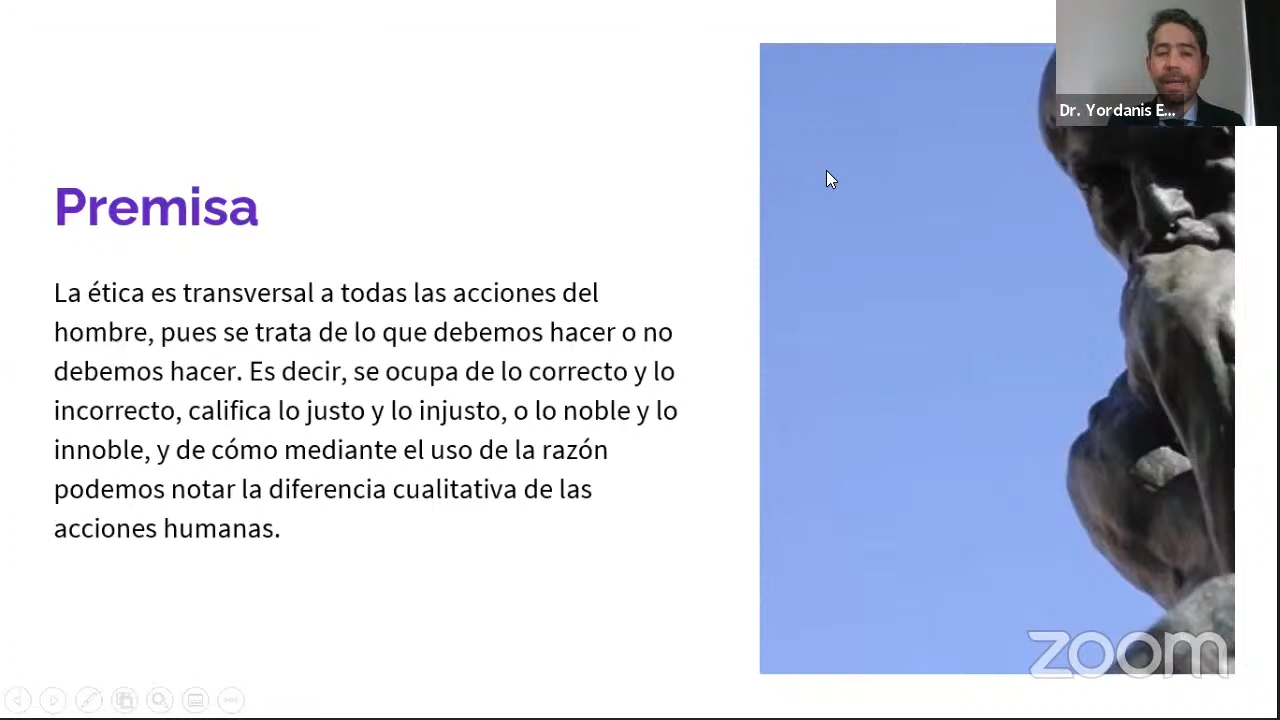 Dr. Yordanis E...
Premisa
La ética es transversal a todas las acciones del
hombre, pues se trata de lo que debemos hacer o no
debemos hacer. Es decir, se ocupa de lo correcto y lo
incorrecto, califica lo justo y lo injusto, o lo noble y lo
innoble, y de cómo mediante el uso de la razón
podemos notar la diferencia cualitativa de las
acciones humanas.
zoom